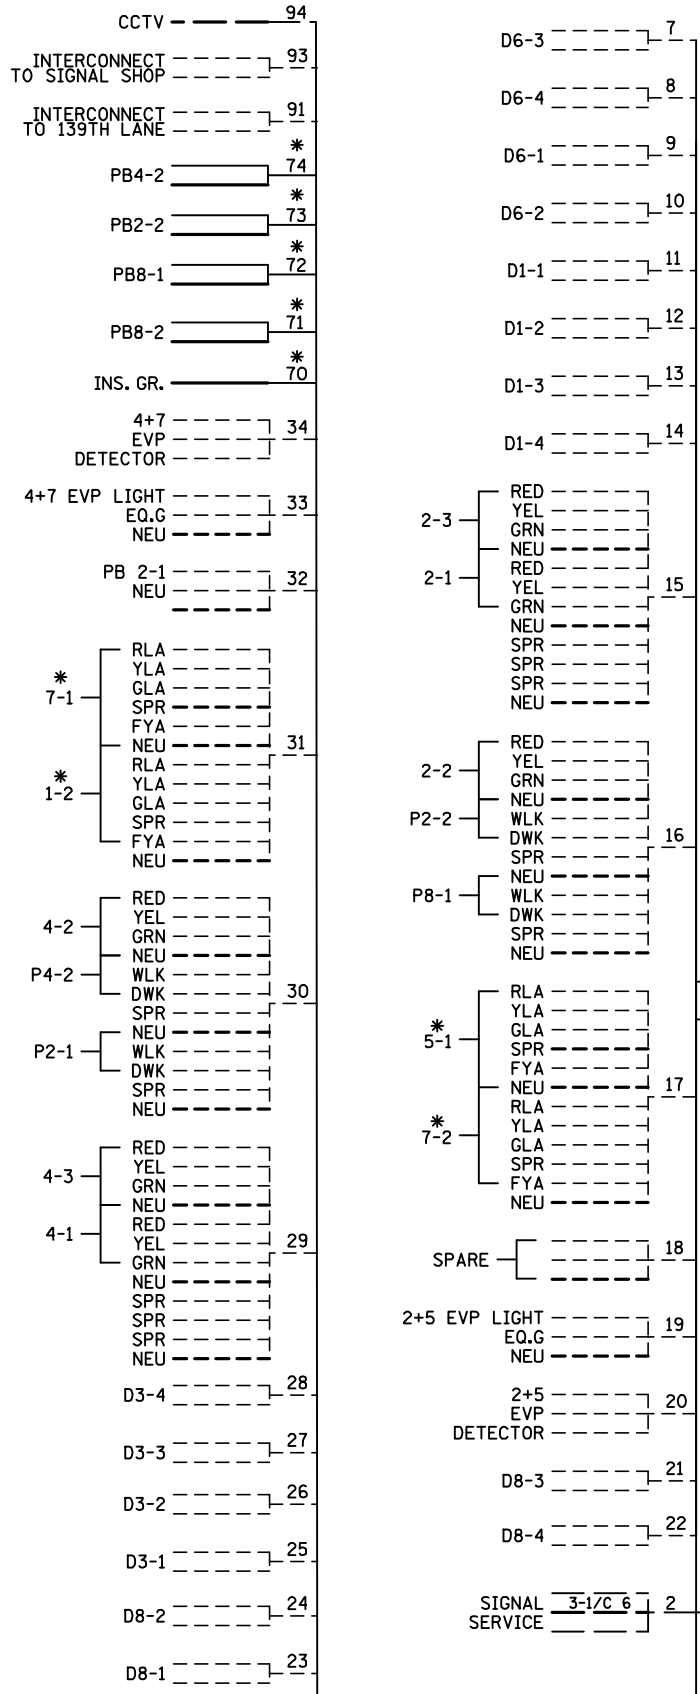 CCTV 94
INTERCONNECT
TO SIGNAL SHOP 93
INTERCONNECT
TO 139TH LANE 91
*
PB4-2 74
*
PB2-2 73
*
PB8-1 72
*
PB8-2 71
*
INS. GR. 70
4+7
EVP 34
DETECTOR
4+7 EVP LIGHT
EQ.G 33
NEU
PB 2-1
NEU 32
RLA
YLA
* GLA
7-1 SPR
FYA
NEU
RLA 31
* YLA
1-2 GLA
SPR
FYA
NEU
RED
YEL
4-2 GRN
NEU
P4-2 WLK
DWK
SPR 30
NEU
P2-1 WLK
DWK
SPR
NEU
RED
4-3 YEL
GRN
NEU
4-1 RED
YEL
GRN 29
NEU
SPR
SPR
SPR
NEU
D3-4 28
D3-3 27
D3-2 26
D3-1 25
D8-2 24
D8-1 23
D6-3 7
D6-4 8
D6-1 9
D6-2 10
D1-1 11
D1-2 12
D1-3 13
D1-4 14
RED
YEL
2-3 GRN
NEU
2-1 RED
YEL
GRN 15
NEU
SPR
SPR
SPR
NEU
RED
2-2 YEL
GRN
NEU
P2-2 WLK
DWK
SPR 16
NEU
P8-1 WLK
DWK
SPR
NEU
RLA
YLA
* GLA
5-1 SPR
FYA
NEU
RLA 17
* YLA
7-2 GLA
SPR
FYA
NEU
SPARE 18
2+5 EVP LIGHT
EQ.G 19
NEU
2+5
EVP 20
DETECTOR
D8-3 21
D8-4 22
SIGNAL 3-1/C 6 2
SERVICE